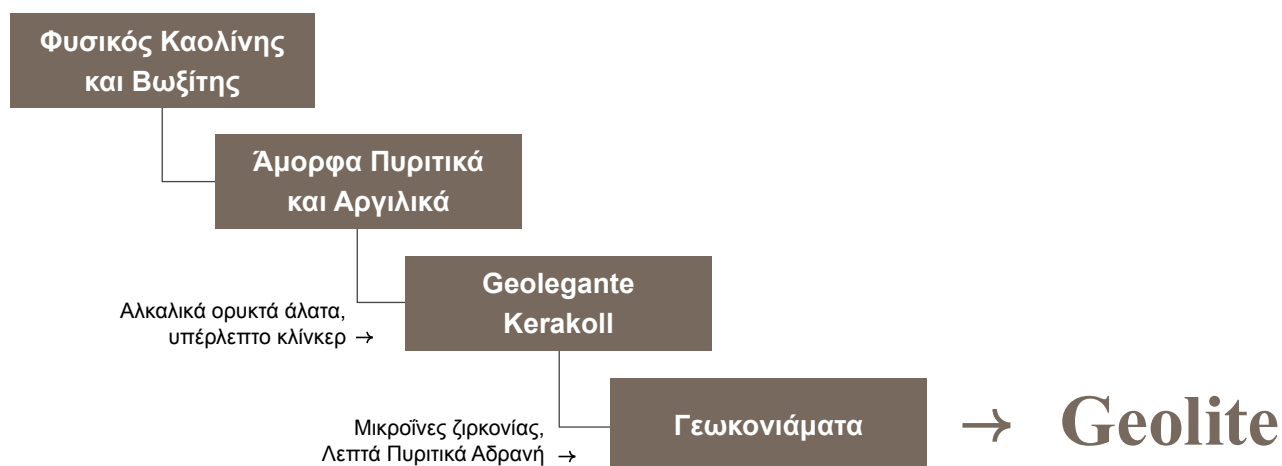 Φυσικός Καολίνης
και Βωξίτης
Άμορφα Πυριτικά
και Αργιλικά
Geolegante
Kerakoll
Αλκαλικά ορυκτά άλατα,
υπέρλεπτο κλίνκερ →
Γεωκονιάματα
→ Geolite
Μικροΐνες ζιρκονίας,
Λεπτά Πυριτικά Αδρανή →